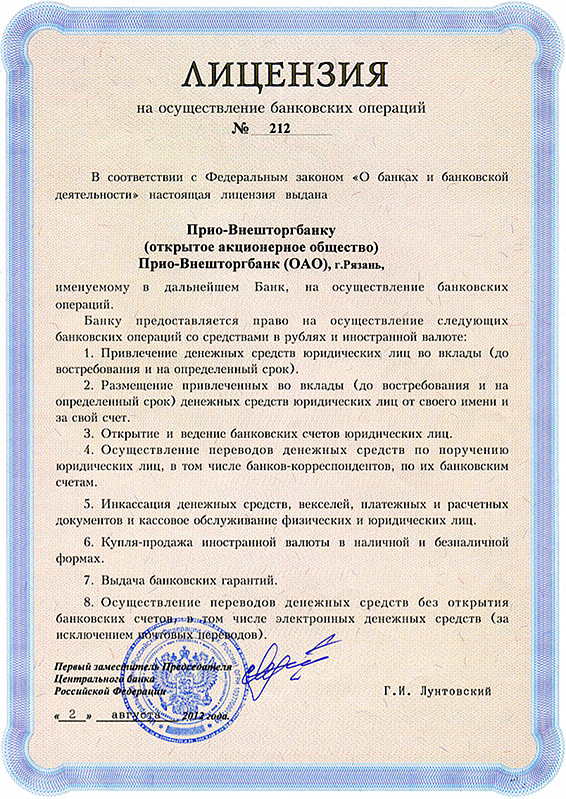 ЛИЦЕНЗИЯ
на осуществление банковских операций
№ 212
В соответствии с Федеральным законом «О банках и банковской
деятельности» настоящая лицензия выдана
Прио-Внешторгбанку
(открытое акционерное общество)
Прио-Внешторгбанк (ОАО), г.Рязань,
именуемому в дальнейшем Банк, на осуществление банковских
операций.
Банку предоставляется право на осуществление следующих
банковских операций со средствами в рублях и иностранной валюте:
1. Привлечение денежных средств юридических лиц во вклады (до
востребования и на определенный срок).
2. Размещение привлеченных во вклады (до востребования и на
определенный срок) денежных средств юридических лиц от своего имени и
за свой счет.
3. Открытие и ведение банковских счетов юридических лиц.
4. Осуществление переводов денежных средств по поручению
юридических лиц, в том числе банков-корреспондентов, по их банковским
счетам.
5. Инкассация денежных средств, векселей, платежных и расчетных
документов и кассовое обслуживание физических и юридических лиц.
6. Купля-продажа иностранной валюты в наличной и безналичной
формах.
7. Выдача банковских гарантий.
8. Осуществление переводов денежных средств без открытия
банковских счетов, в том числе электронных денежных средств (за
исключением почтовых переводов).
Первый заместитель Председателя
Центрального банка
Российской Федерации
Г.И. Лунтовский
« 2 » августа 2012 года.